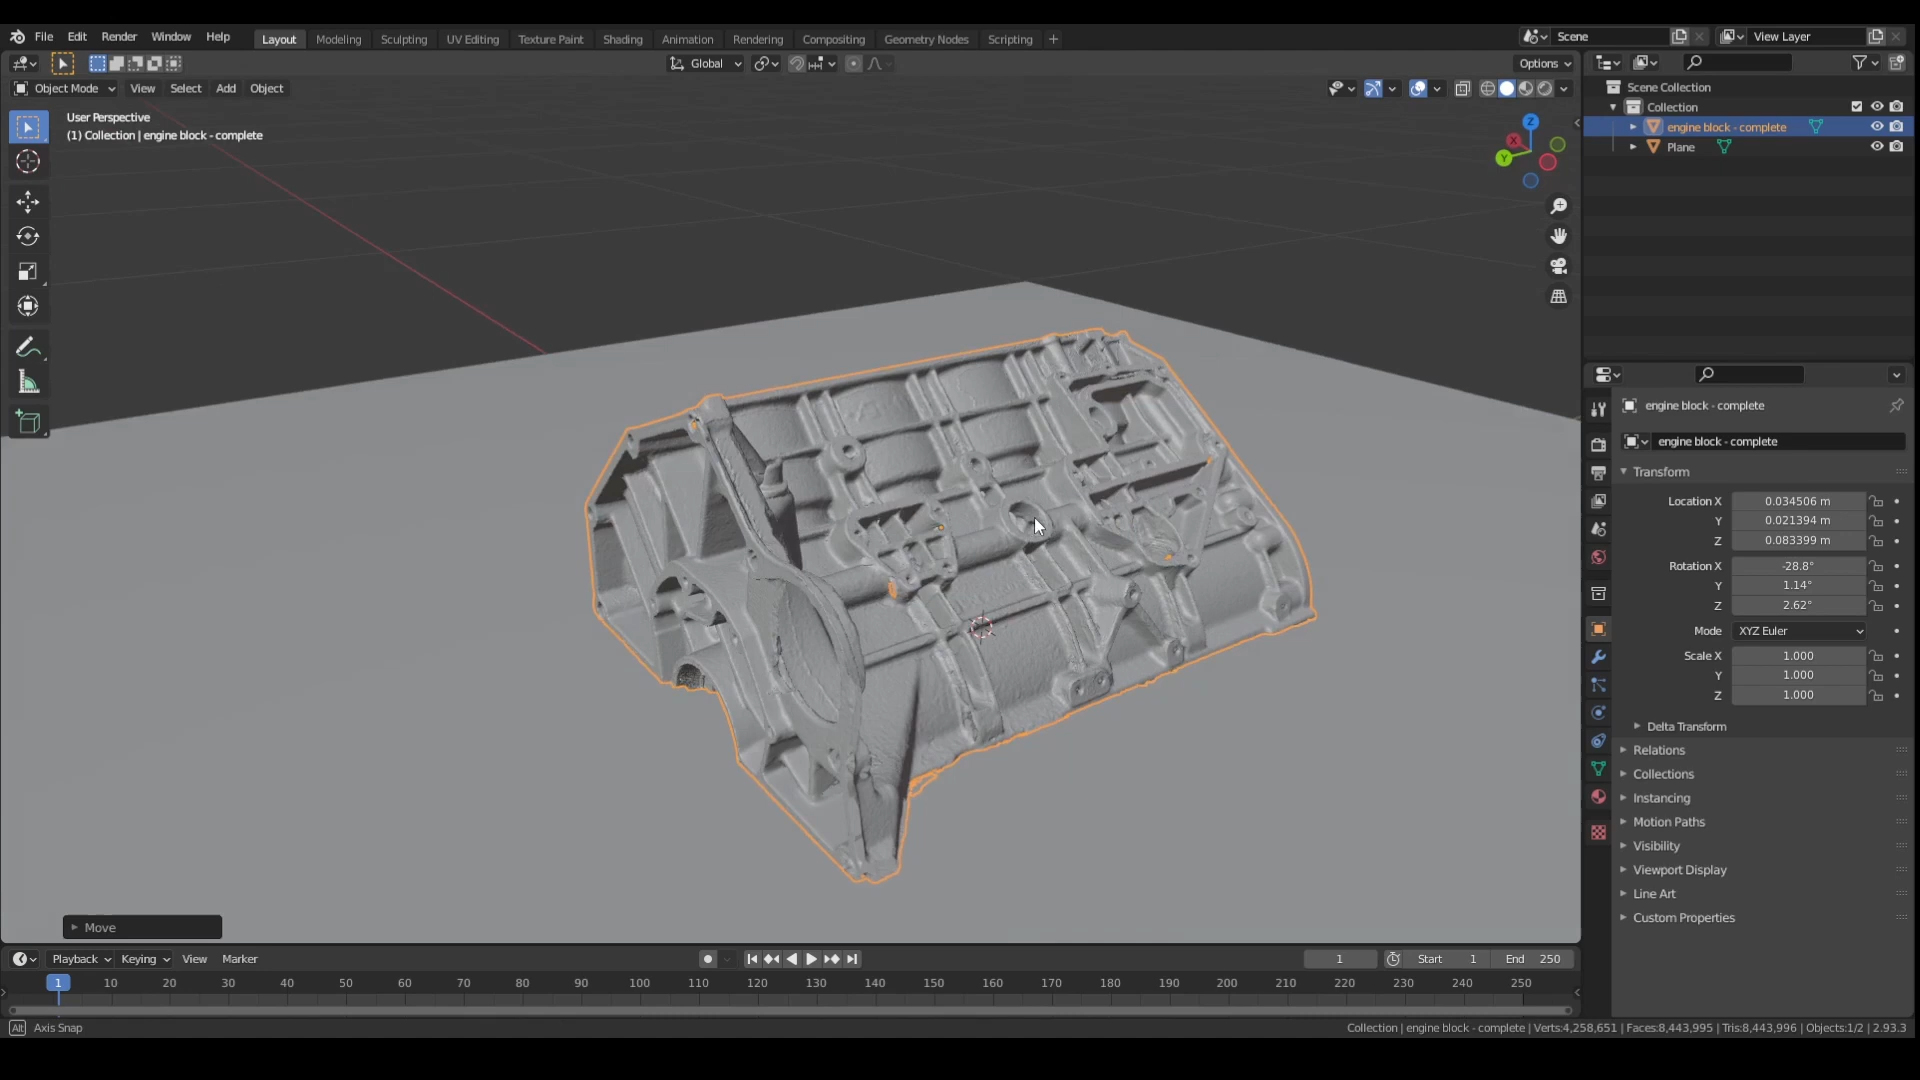 File Edit Render Window Help Layout Modeling Sculpting UV Editing Texture Paint Shading Animation Rendering Compositing Geometry Nodes Scripting + Scene View Layer
Global Options
Object Mode View Select Add Object
User Perspective
(1) Collection | engine block - complete
Z
X
Y
Scene Collection
Collection
engine block - complete
Plane
engine block - complete
engine block - complete
Transform
Location X 0.034506 m
Y 0.021394 m
Z 0.083399 m
Rotation X -28.8°
Y 1.14°
Z 2.62°
Mode XYZ Euler
Scale X 1.000
Y 1.000
Z 1.000
Delta Transform
Relations
Collections
Instancing
Motion Paths
Visibility
Viewport Display
Line Art
Custom Properties
Move
Playback Keying View Marker 1 Start 1 End 250
1 10 20 30 40 50 60 70 80 90 100 110 120 130 140 150 160 170 180 190 200 210 220 230 240 250
Alt Axis Snap Collection | engine block - complete | Verts:4,258,651 | Faces:8,443,995 | Tris:8,443,996 | Objects:1/2 | 2.93.3